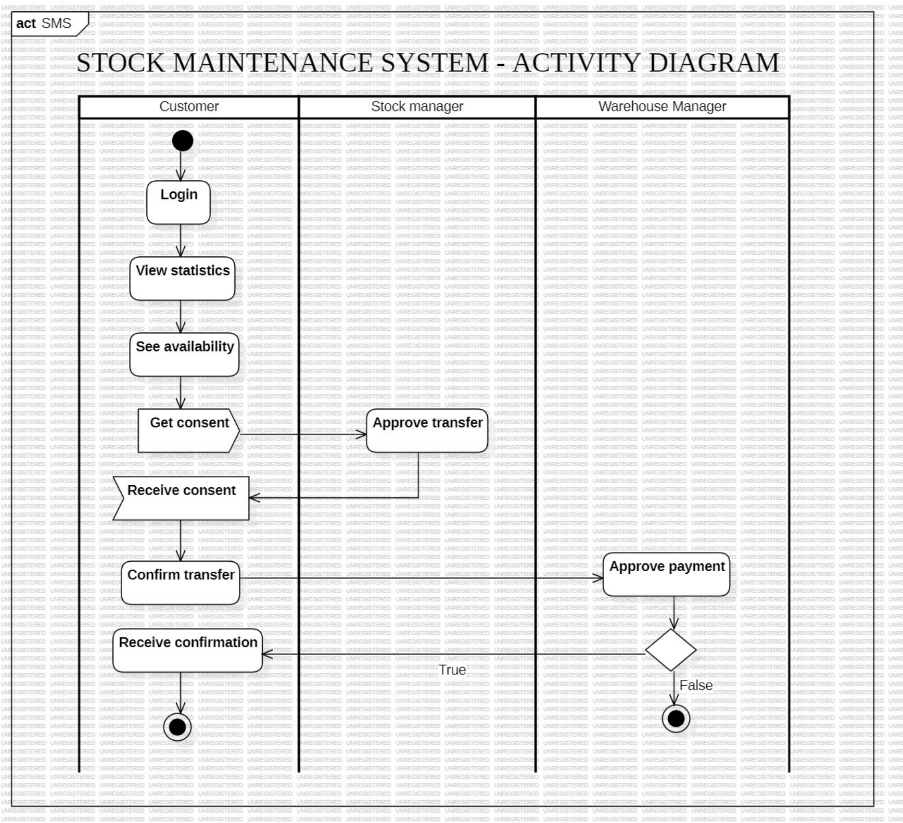 act SMS
STOCK MAINTENANCE SYSTEM - ACTIVITY DIAGRAM
Customer Stock manager Warehouse Manager
Login
View statistics
See availability
Get consent Approve transfer
Receive consent
Confirm transfer Approve payment
Receive confirmation
True
False
UNREGISTERED